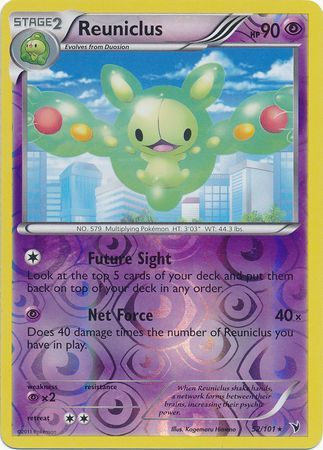 STAGE2
Reuniclus
HP90
Evolves from Duosion
NO. 579 Multiplying Pokémon HT: 3'03" WT: 44.3 lbs.
Future Sight
Look at the top 5 cards of your deck and put them
back on top of your deck in any order.
Net Force 40x
Does 40 damage times the number of Reuniclus you
have in play.
weakness resistance
×2
retreat
When Reuniclus shake hands,
a network forms between their
brains, increasing their psychic
power.
Illus. Kagemaru Himeno
52/101 ★
©2011 Pokémon